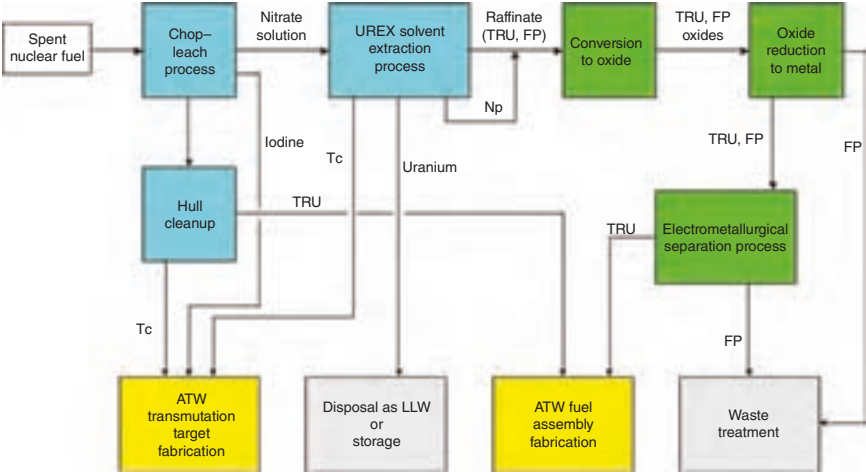 Spent
nuclear fuel
Chop–
leach
process
Nitrate
solution
UREX solvent
extraction
process
Raffinate
(TRU, FP)
Conversion
to oxide
TRU, FP
oxides
Oxide
reduction
to metal
Np
Iodine
Tc
Uranium
TRU, FP
FP
Hull
cleanup
TRU
TRU
Electrometallurgical
separation process
Tc
FP
ATW
transmutation
target
fabrication
Disposal as LLW
or
storage
ATW fuel
assembly
fabrication
Waste
treatment